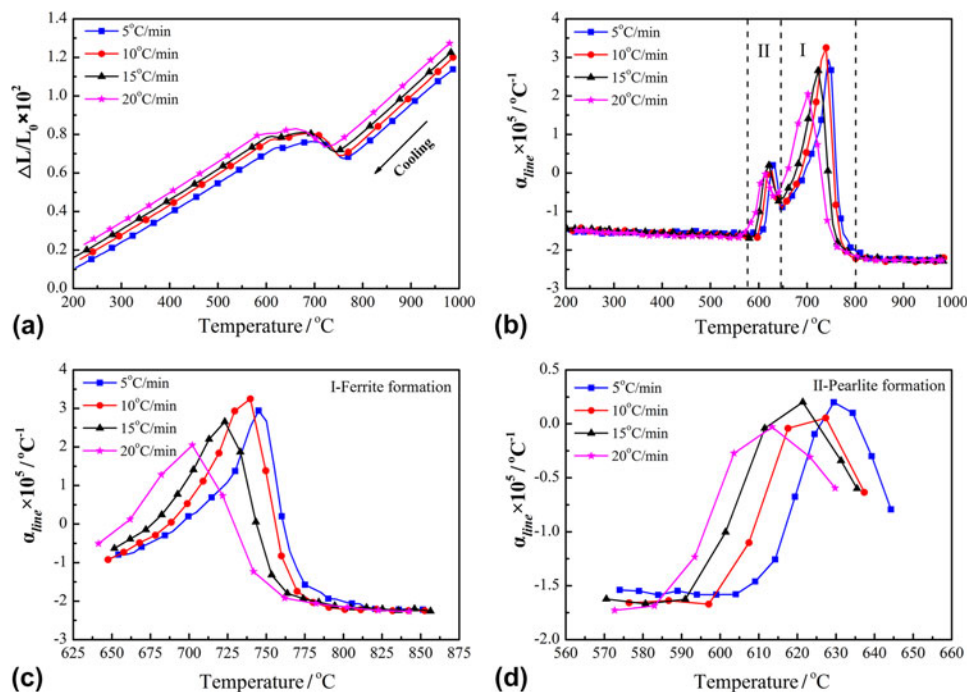 (a)
ΔL/L₀×10²
1.2
1.0
0.8
0.6
0.4
0.2
0.0
5°C/min
10°C/min
15°C/min
20°C/min
Cooling
200 300 400 500 600 700 800 900 1000
Temperature / °C
(b)
α_line×10⁵ / °C⁻¹
4
3
2
1
0
-1
-2
-3
II I
5°C/min
10°C/min
15°C/min
20°C/min
200 300 400 500 600 700 800 900 1000
Temperature / °C
(c)
α_line×10⁵ / °C⁻¹
4
3
2
1
0
-1
-2
-3
5°C/min
10°C/min
15°C/min
20°C/min
I-Ferrite formation
625 650 675 700 725 750 775 800 825 850 875
Temperature / °C
(d)
α_line×10⁵ / °C⁻¹
0.5
0.0
-0.5
-1.0
-1.5
-2.0
5°C/min
10°C/min
15°C/min
20°C/min
II-Pearlite formation
560 570 580 590 600 610 620 630 640 650 660
Temperature / °C